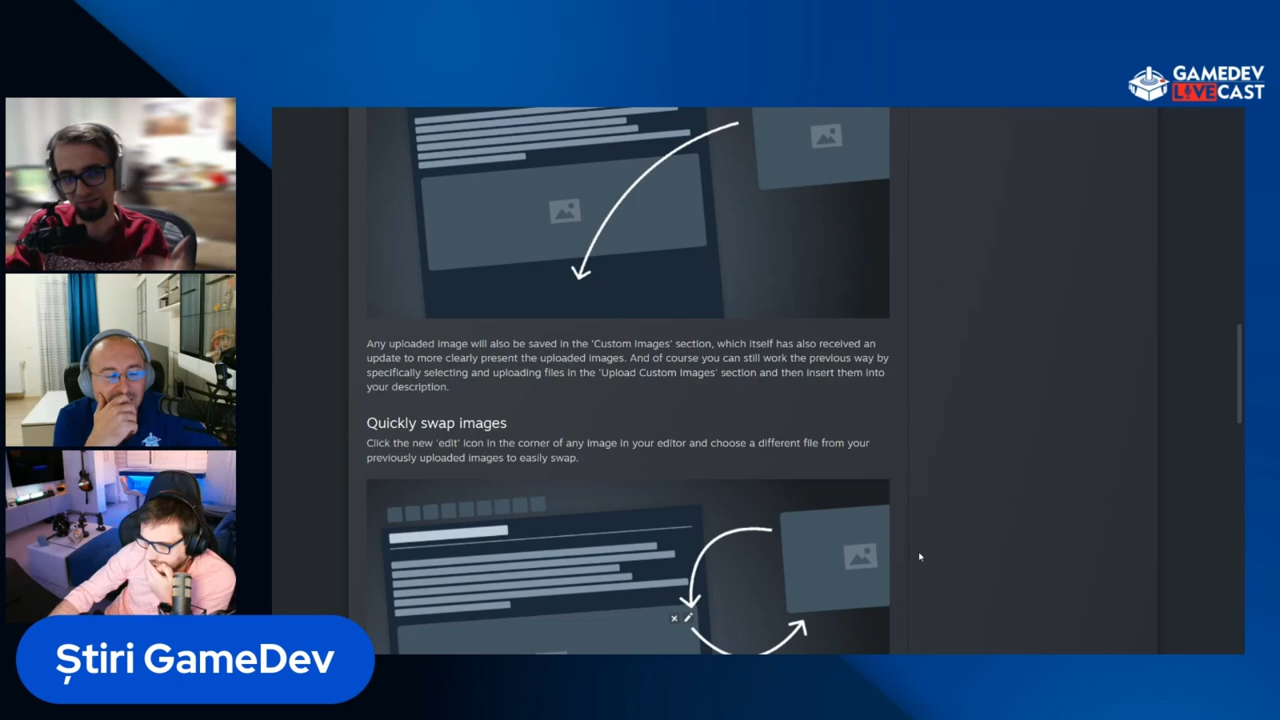 GAMEDEV
LIVECAST
Any uploaded image will also be saved in the 'Custom Images' section, which itself has also received an
update to more clearly present the uploaded images. And of course you can still work the previous way by
specifically selecting and uploading files in the 'Upload Custom Images' section and then insert them into
your description.
Quickly swap images
Click the new 'edit' icon in the corner of any image in your editor and choose a different file from your
previously uploaded images to easily swap.
Știri GameDev